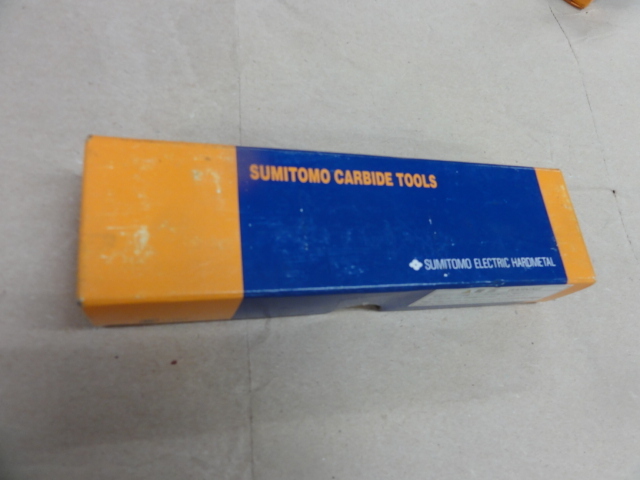 SUMITOMO CARBIDE TOOLS
SUMITOMO ELECTRIC HARDMETAL